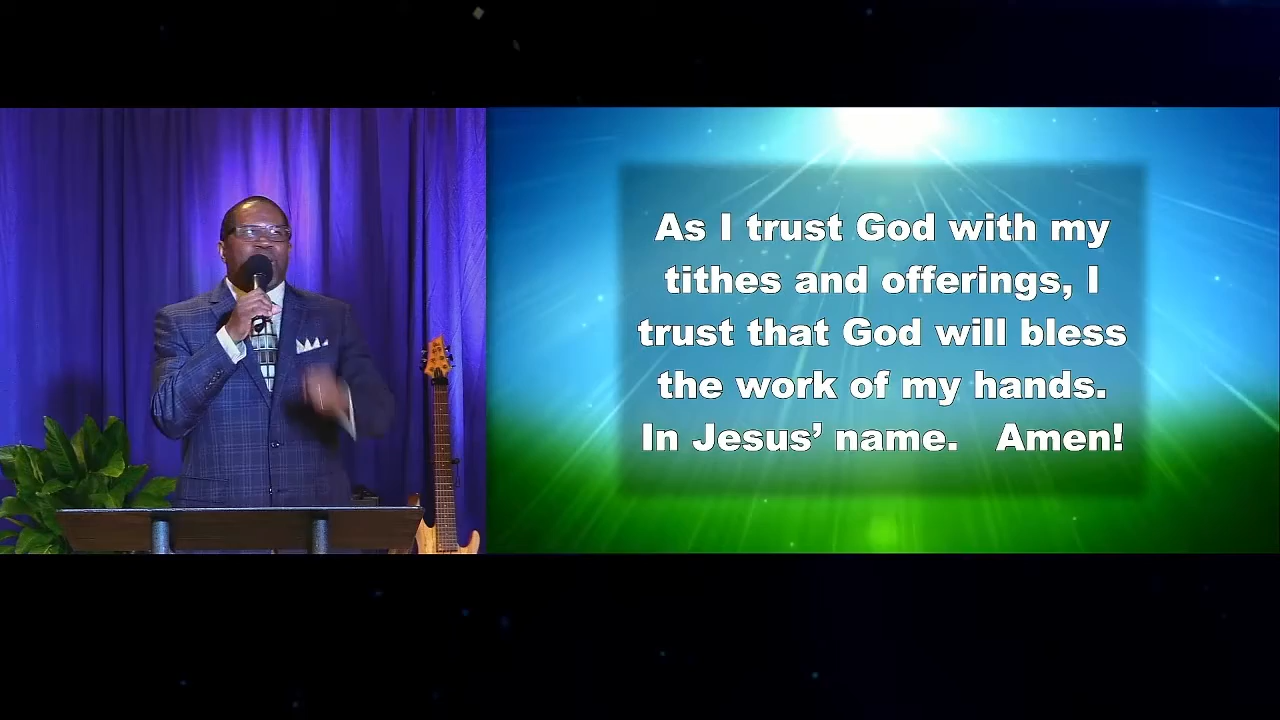 As I trust God with my
tithes and offerings, I
trust that God will bless
the work of my hands.
In Jesus’ name. Amen!